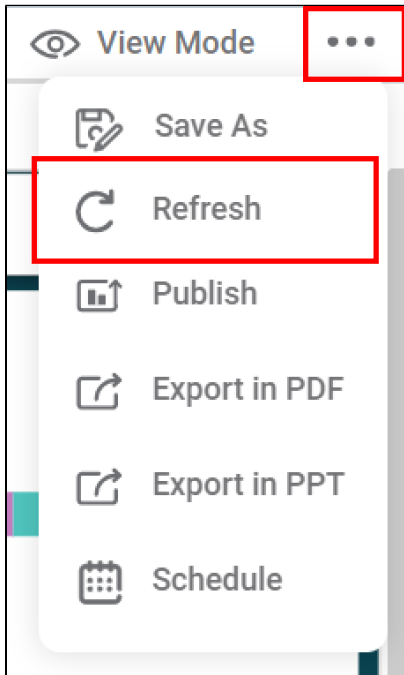 View Mode
Save As
Refresh
Publish
Export in PDF
Export in PPT
Schedule